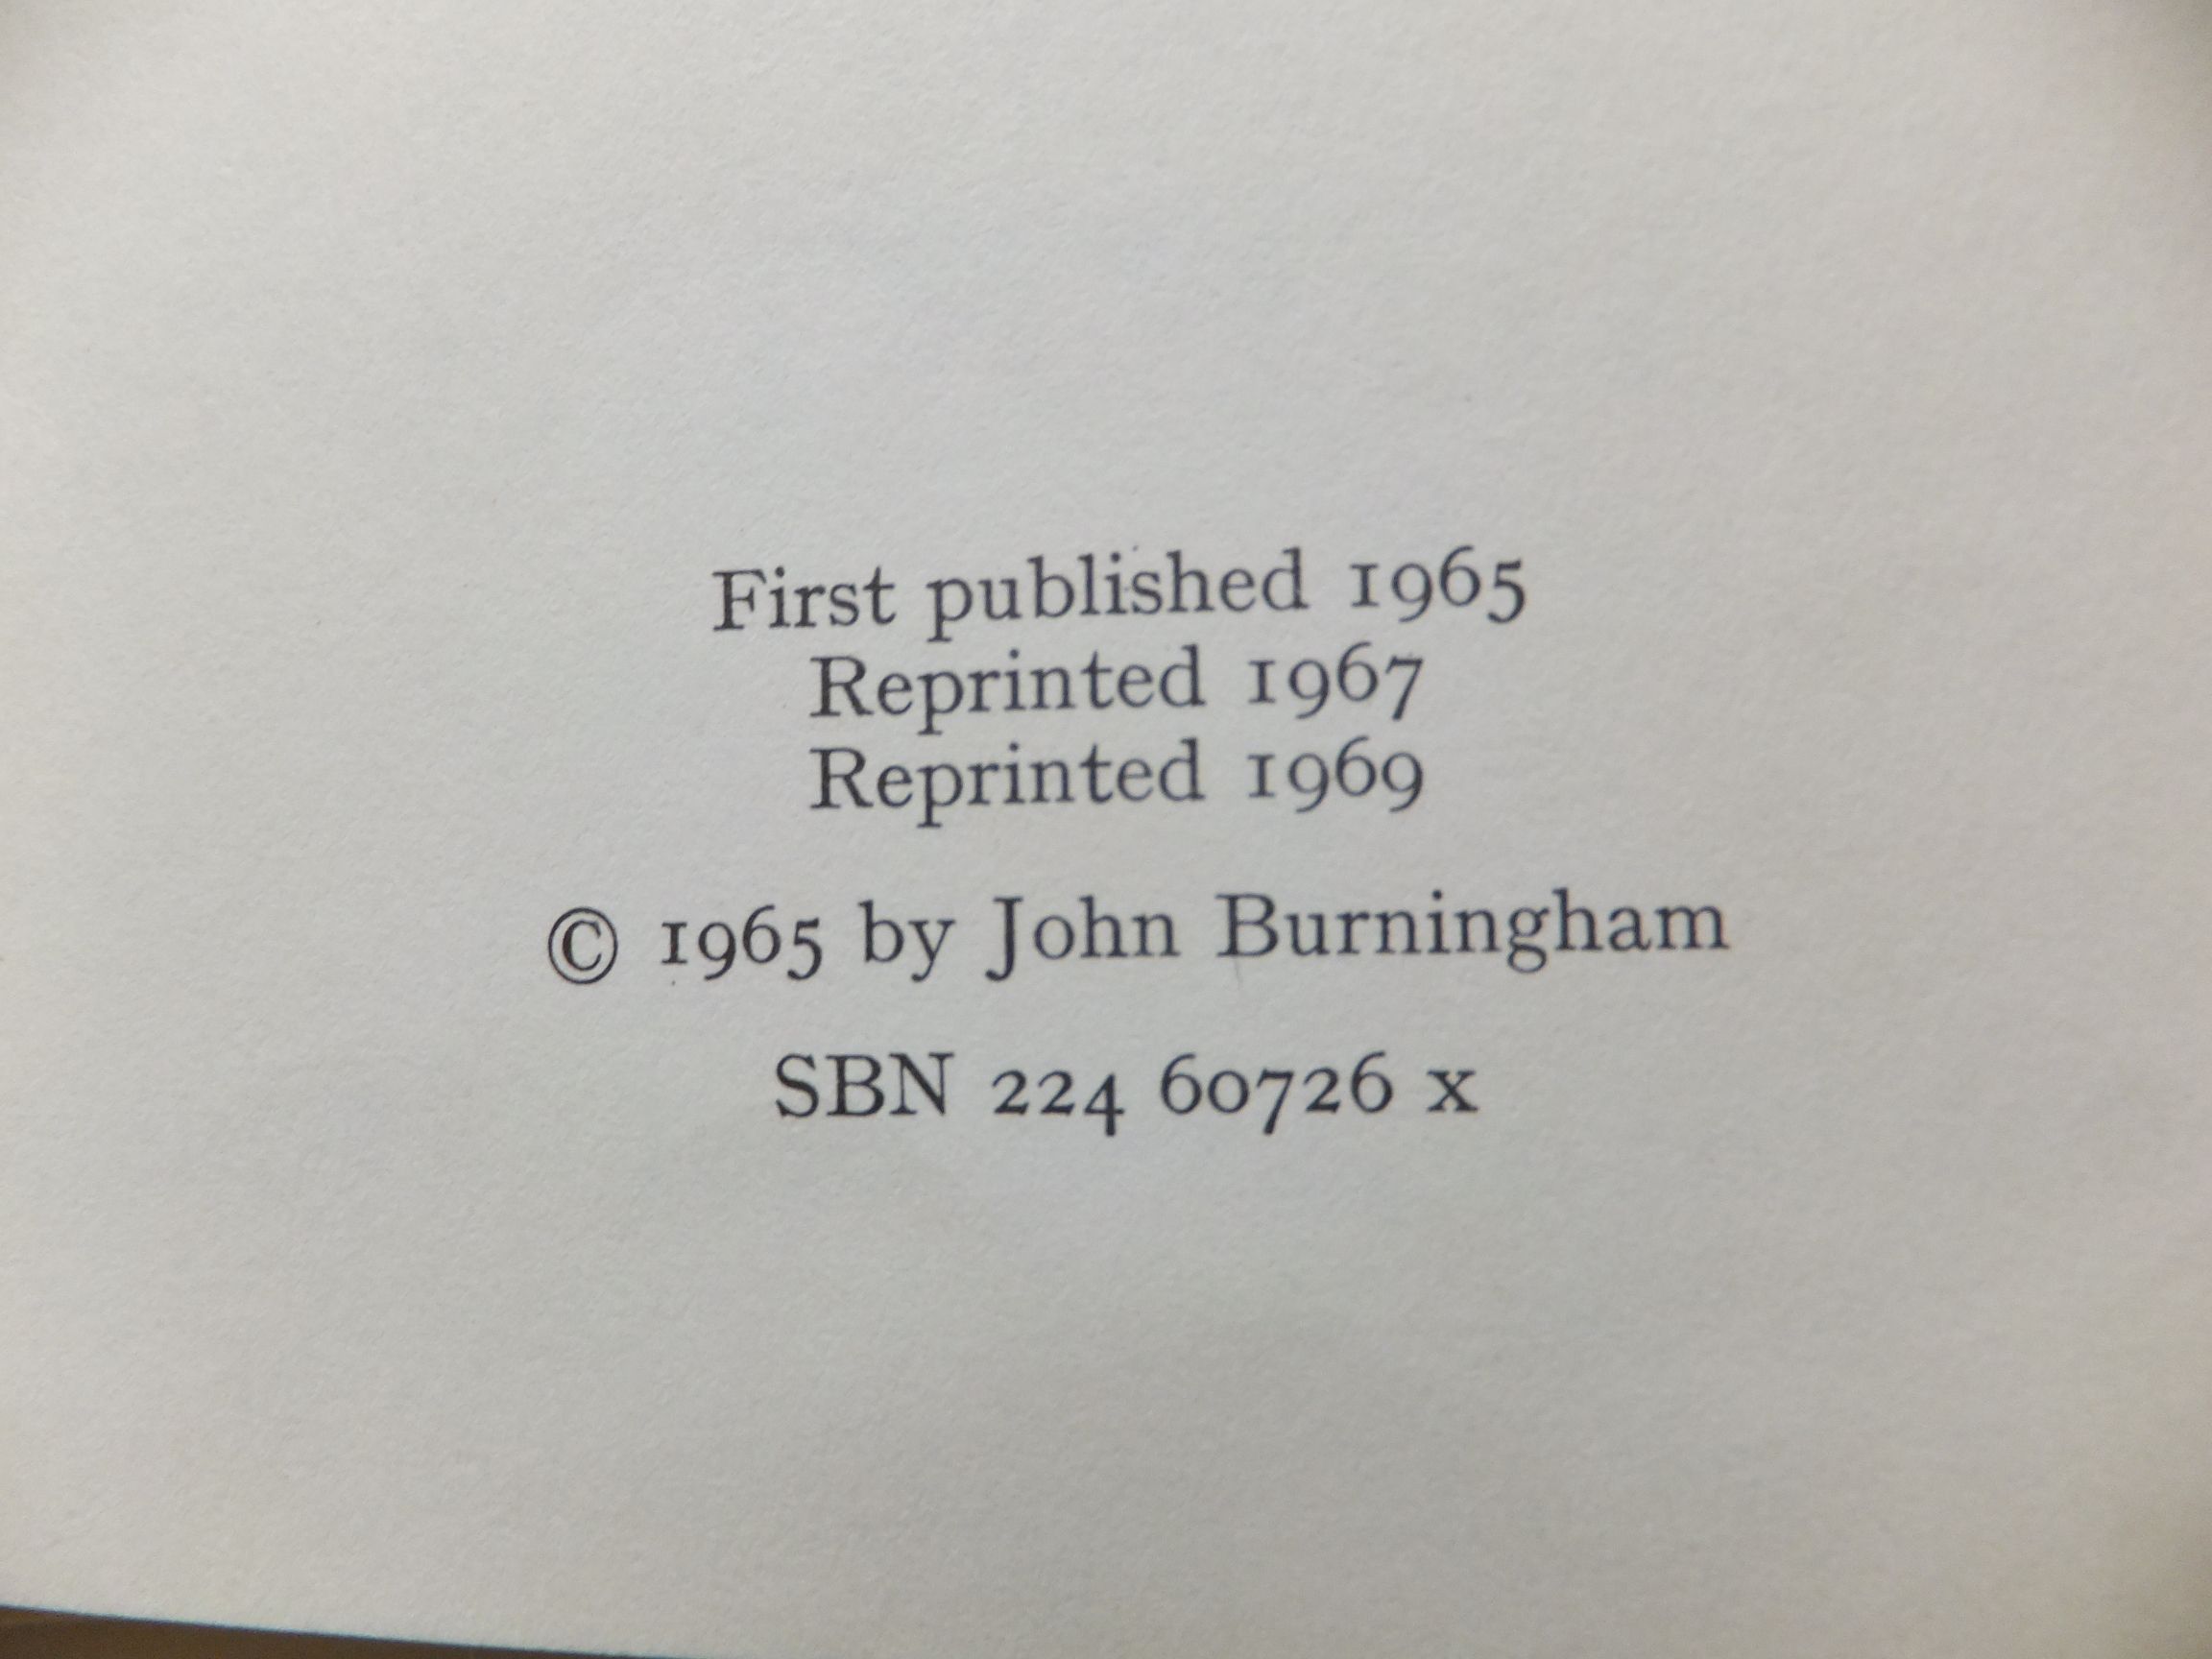 First published 1965
Reprinted 1967
Reprinted 1969
© 1965 by John Burningham
SBN 224 60726 x